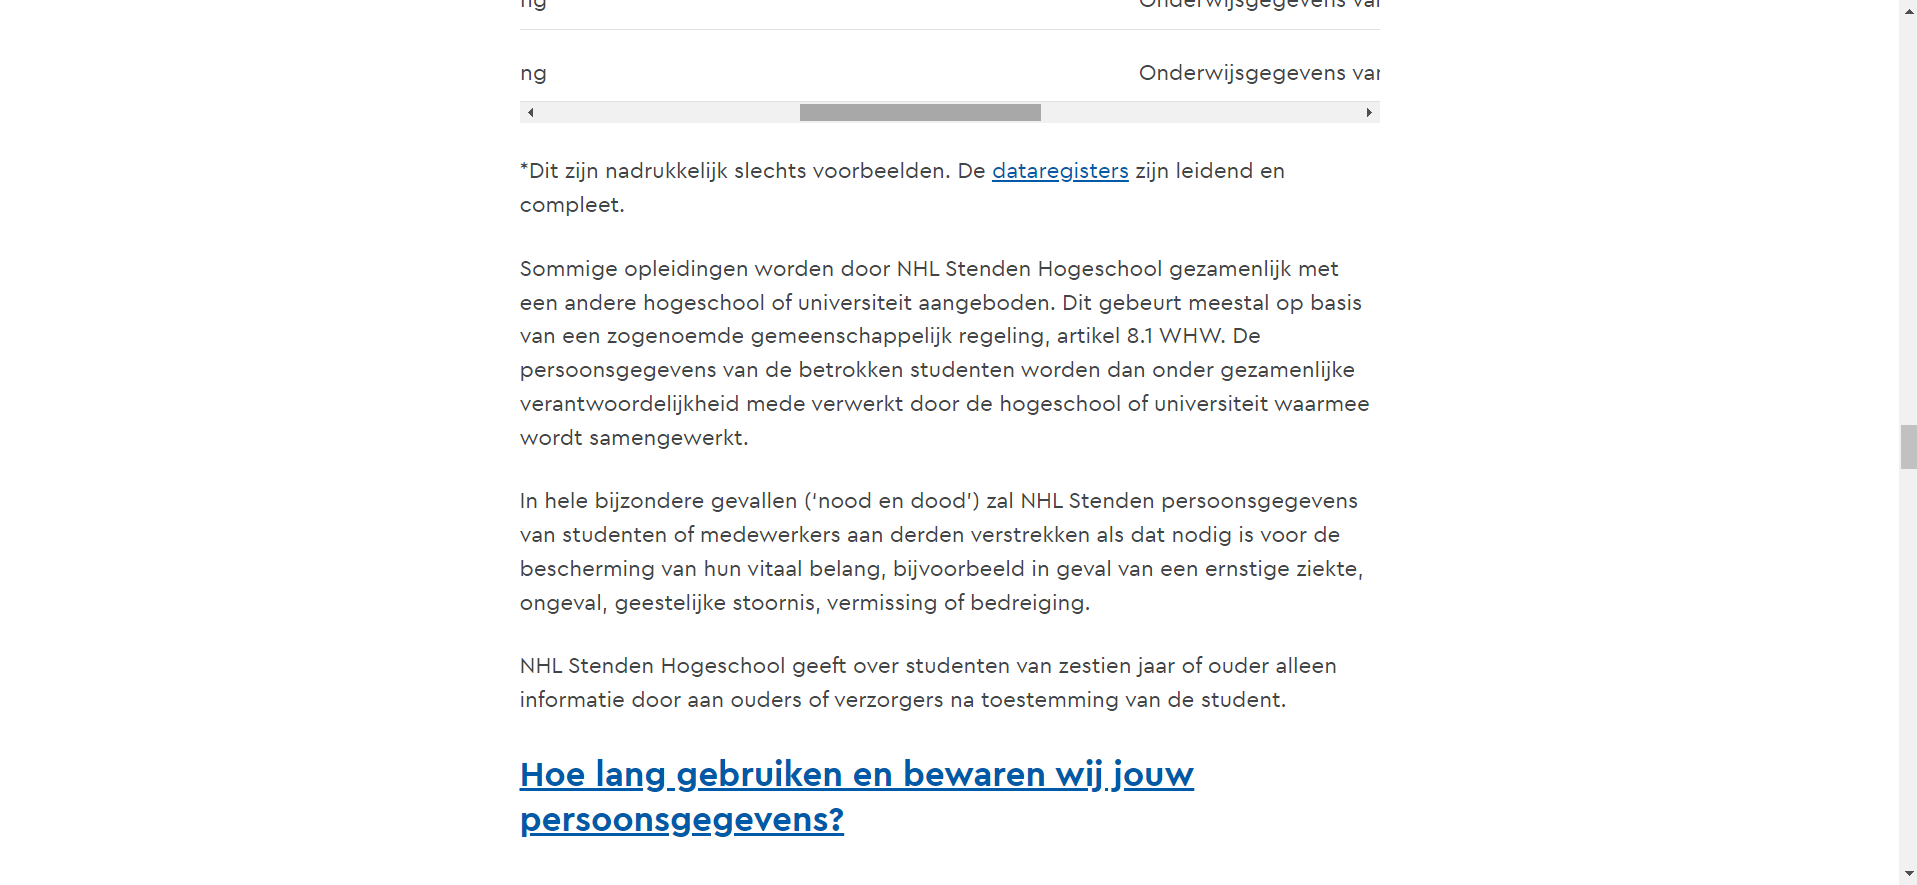 ng Onderwijsgegevens van
ng Onderwijsgegevens van
*Dit zijn nadrukkelijk slechts voorbeelden. De dataregisters zijn leidend en
compleet.
Sommige opleidingen worden door NHL Stenden Hogeschool gezamenlijk met
een andere hogeschool of universiteit aangeboden. Dit gebeurt meestal op basis
van een zogenoemde gemeenschappelijk regeling, artikel 8.1 WHW. De
persoonsgegevens van de betrokken studenten worden dan onder gezamenlijke
verantwoordelijkheid mede verwerkt door de hogeschool of universiteit waarmee
wordt samengewerkt.
In hele bijzondere gevallen (‘nood en dood’) zal NHL Stenden persoonsgegevens
van studenten of medewerkers aan derden verstrekken als dat nodig is voor de
bescherming van hun vitaal belang, bijvoorbeeld in geval van een ernstige ziekte,
ongeval, geestelijke stoornis, vermissing of bedreiging.
NHL Stenden Hogeschool geeft over studenten van zestien jaar of ouder alleen
informatie door aan ouders of verzorgers na toestemming van de student.
Hoe lang gebruiken en bewaren wij jouw
persoonsgegevens?